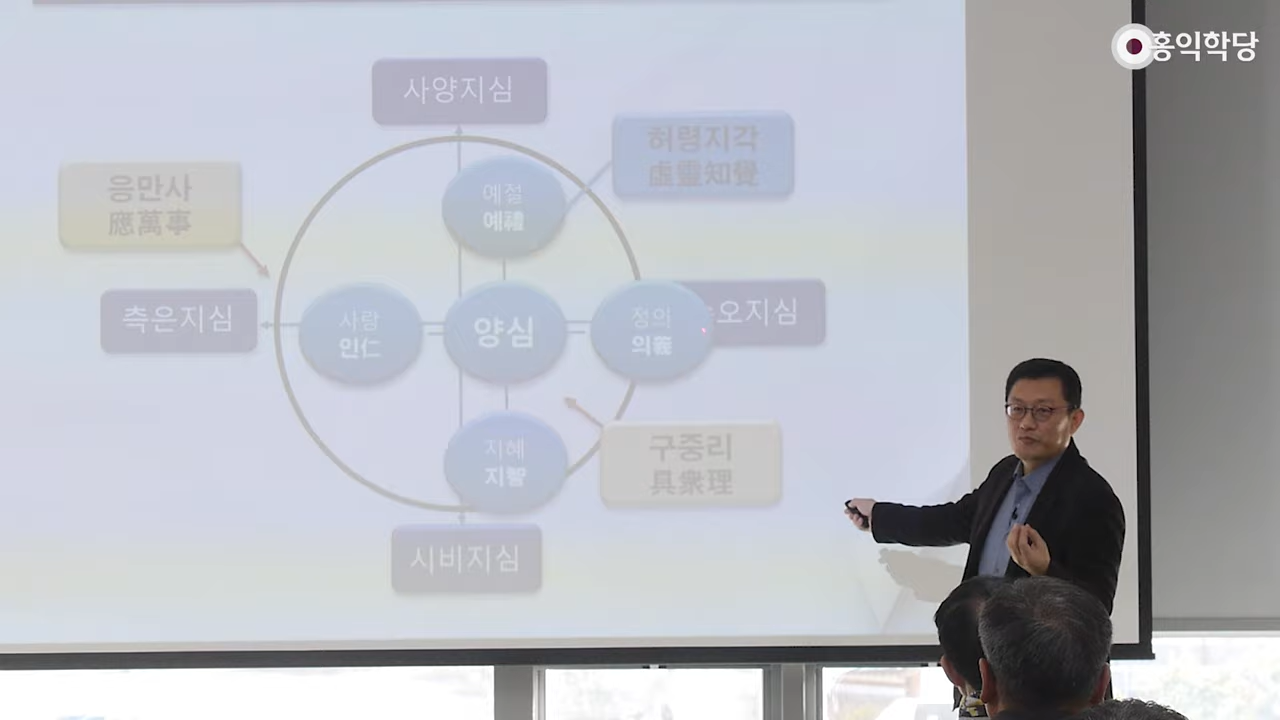 홍익학당
사양지심
허령지각
虛靈知覺
응만사
應萬事
예절
예禮
측은지심
사랑
인仁
양심
정의
의義
오지심
지혜
지智
구중리
具衆理
시비지심